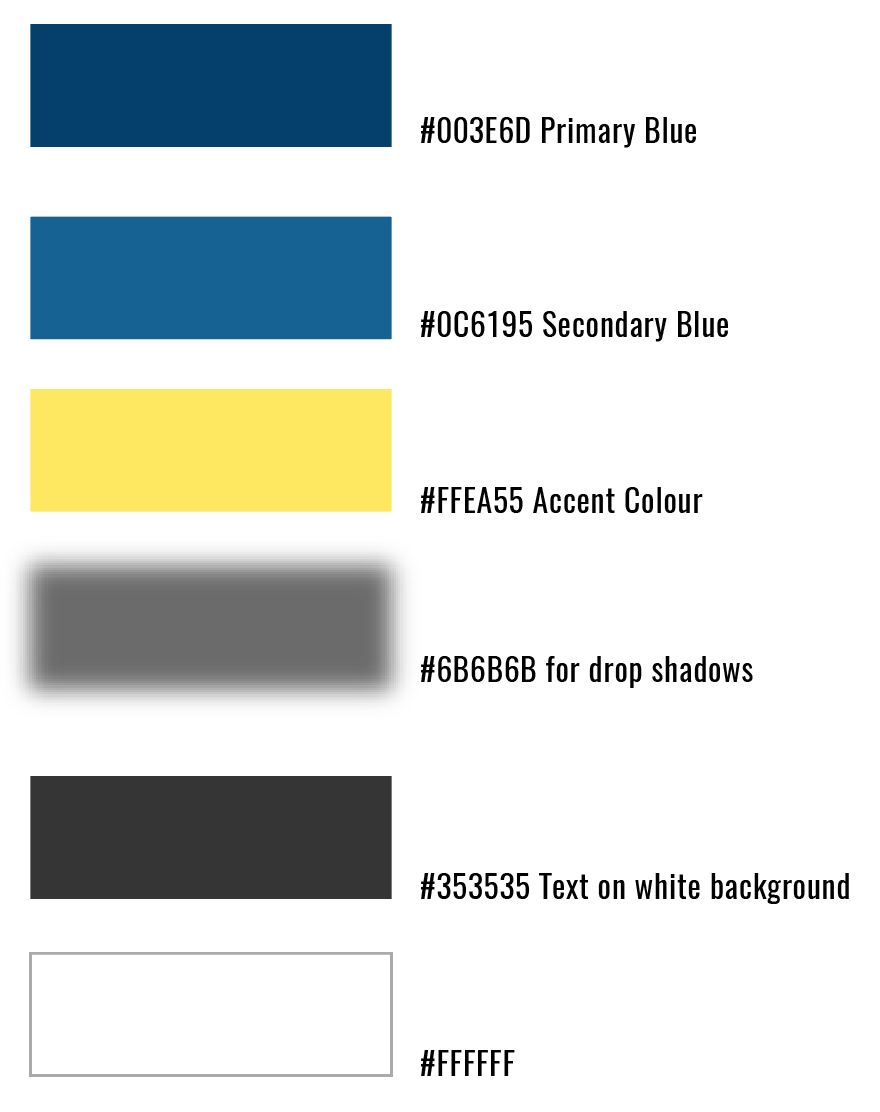 #003E6D Primary Blue
#0C6195 Secondary Blue
#FFEA55 Accent Colour
#6B6B6B for drop shadows
#353535 Text on white background
#FFFFFF